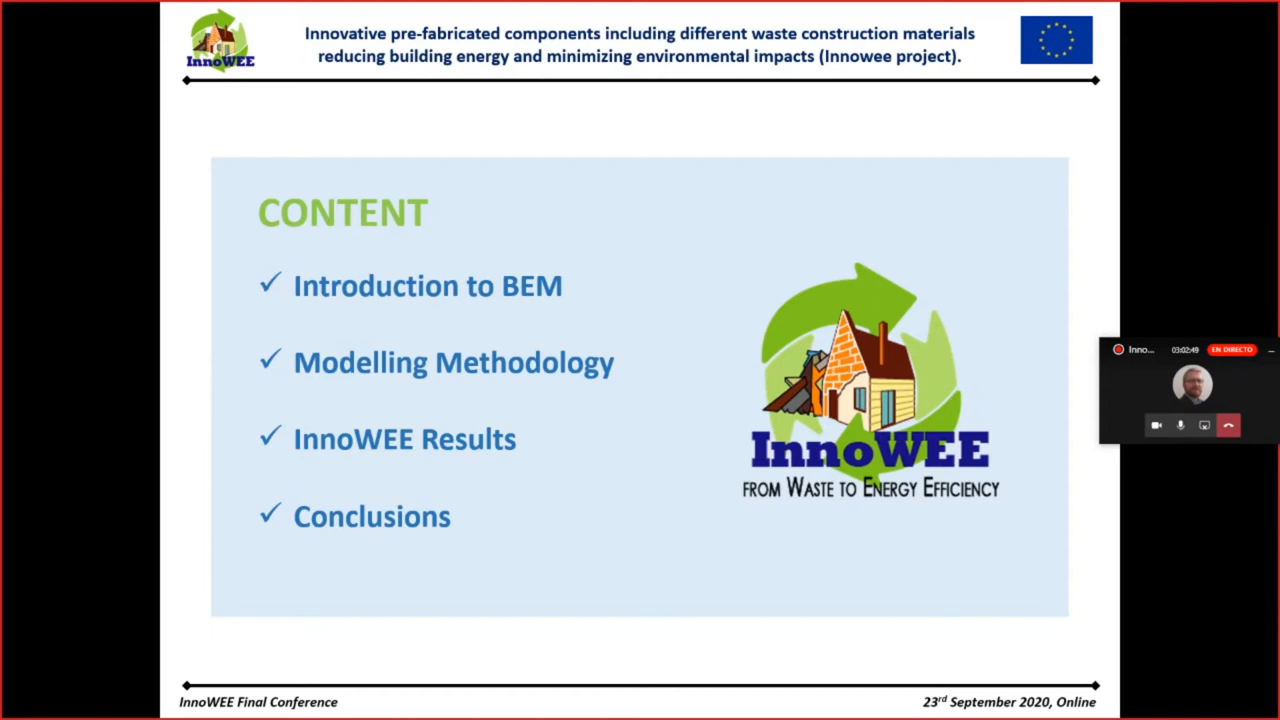 Innovative pre-fabricated components including different waste construction materials
reducing building energy and minimizing environmental impacts (Innowee project).
InnoWEE
CONTENT
✓ Introduction to BEM
✓ Modelling Methodology
✓ InnoWEE Results
✓ Conclusions
InnoWEE
FROM WASTE TO ENERGY EFFICIENCY
Inno... 03:02:49 EN DIRECTO
InnoWEE Final Conference
23rd September 2020, Online